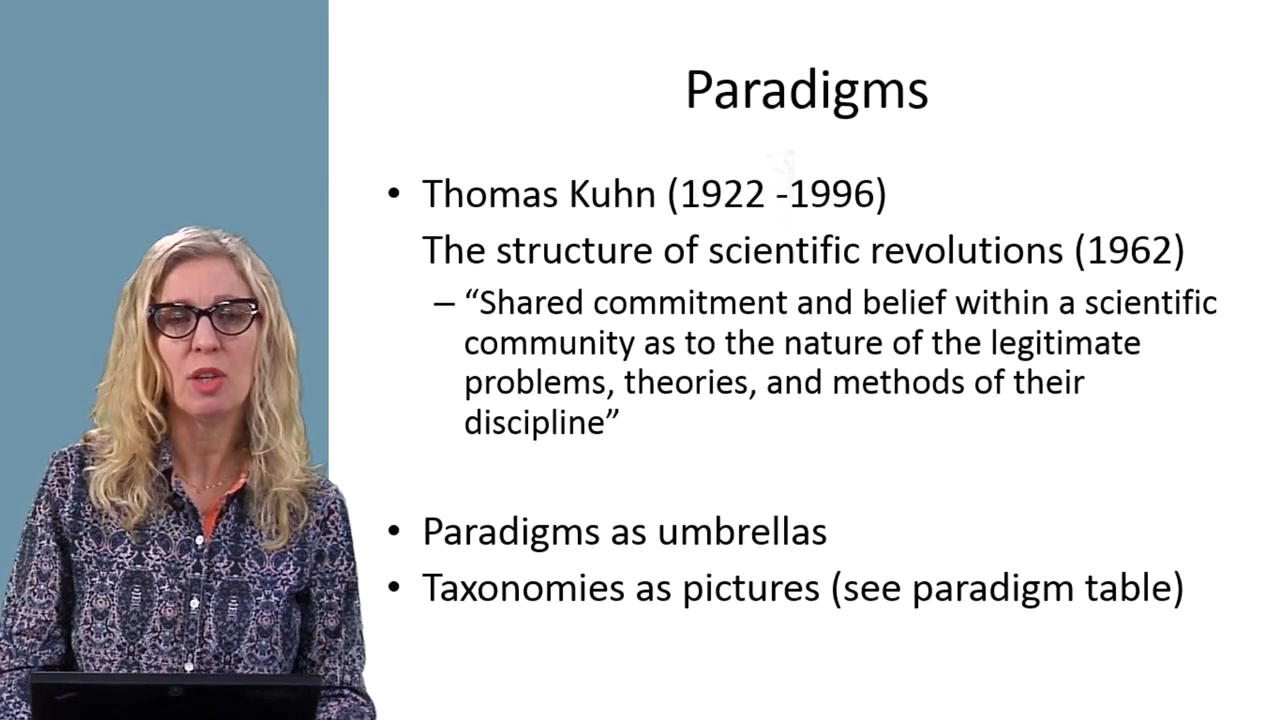 Paradigms
• Thomas Kuhn (1922 -1996)
The structure of scientific revolutions (1962)
– “Shared commitment and belief within a scientific
community as to the nature of the legitimate
problems, theories, and methods of their
discipline”
• Paradigms as umbrellas
• Taxonomies as pictures (see paradigm table)